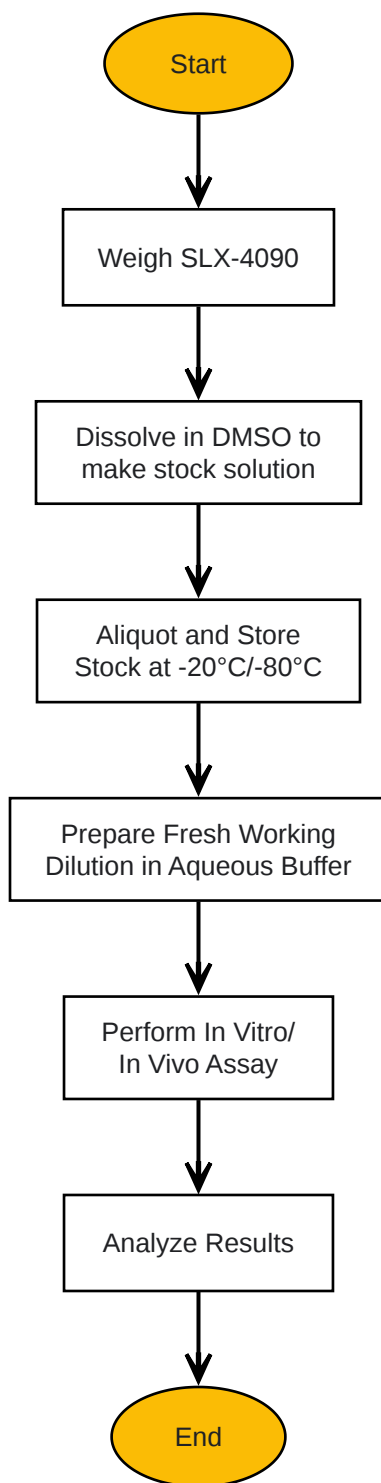 Start
Weigh SLX-4090
Dissolve in DMSO to
make stock solution
Aliquot and Store
Stock at -20°C/-80°C
Prepare Fresh Working
Dilution in Aqueous Buffer
Perform In Vitro/
In Vivo Assay
Analyze Results
End